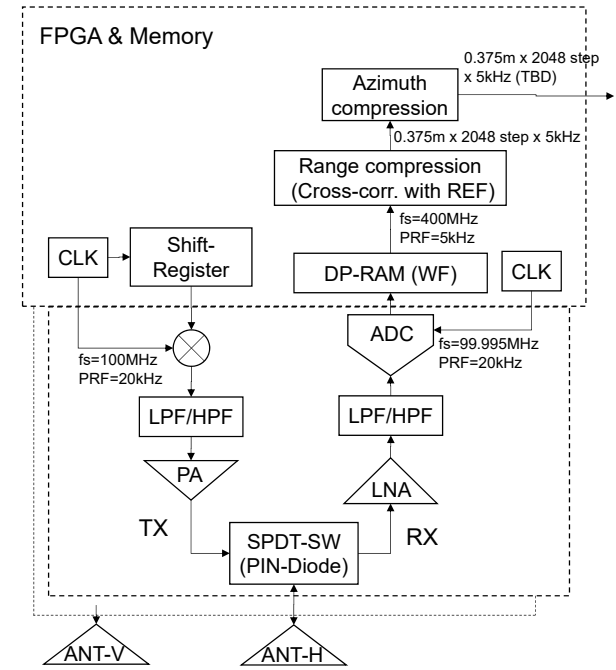 FPGA & Memory
0.375m x 2048 step
x 5kHz (TBD)
Azimuth
compression
0.375m x 2048 step x 5kHz
Range compression
(Cross-corr. with REF)
fs=400MHz
PRF=5kHz
CLK
Shift-
Register
DP-RAM (WF)
CLK
ADC
fs=100MHz
PRF=20kHz
fs=99.995MHz
PRF=20kHz
LPF/HPF
LPF/HPF
PA
LNA
TX
SPDT-SW
(PIN-Diode)
RX
ANT-V
ANT-H